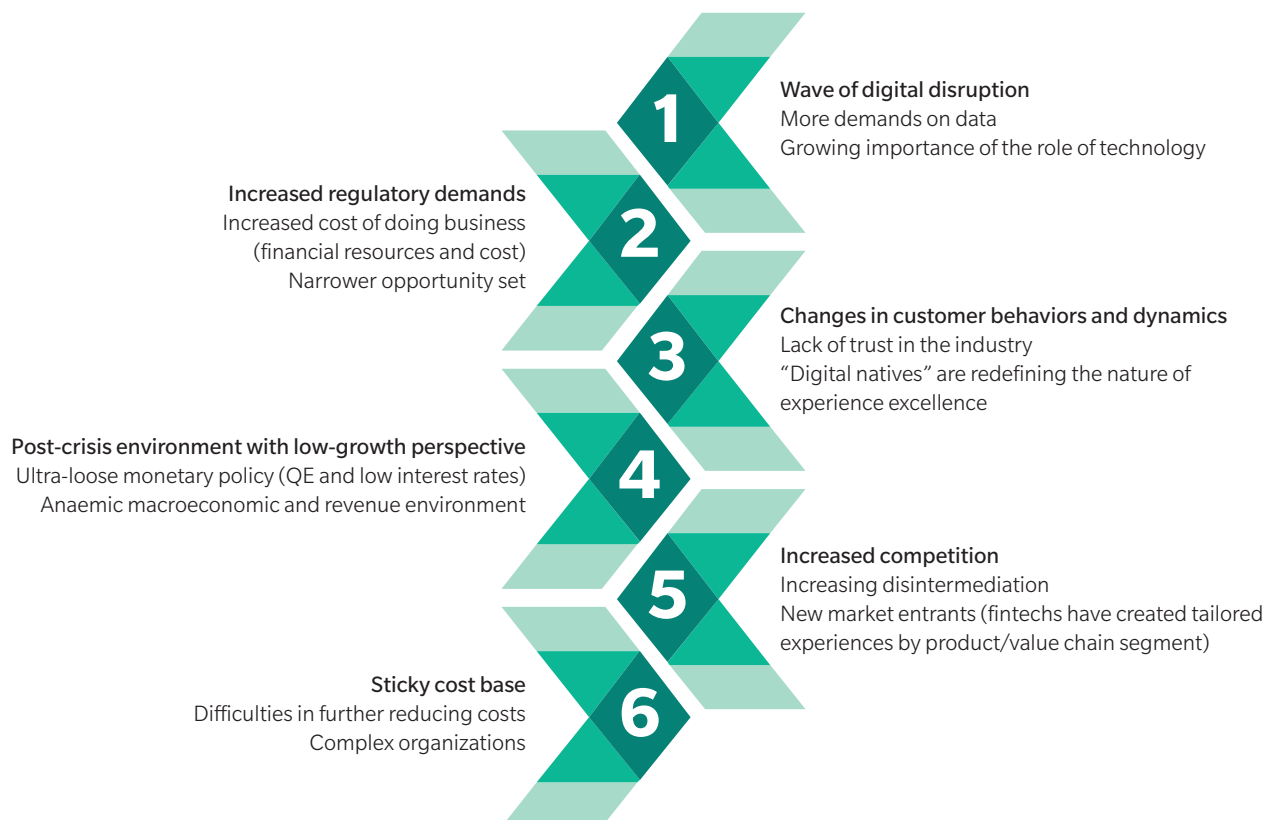 1
Wave of digital disruption
More demands on data
Growing importance of the role of technology
2
Increased regulatory demands
Increased cost of doing business
(financial resources and cost)
Narrower opportunity set
3
Changes in customer behaviors and dynamics
Lack of trust in the industry
“Digital natives” are redefining the nature of
experience excellence
4
Post-crisis environment with low-growth perspective
Ultra-loose monetary policy (QE and low interest rates)
Anaemic macroeconomic and revenue environment
5
Increased competition
Increasing disintermediation
New market entrants (fintechs have created tailored
experiences by product/value chain segment)
6
Sticky cost base
Difficulties in further reducing costs
Complex organizations